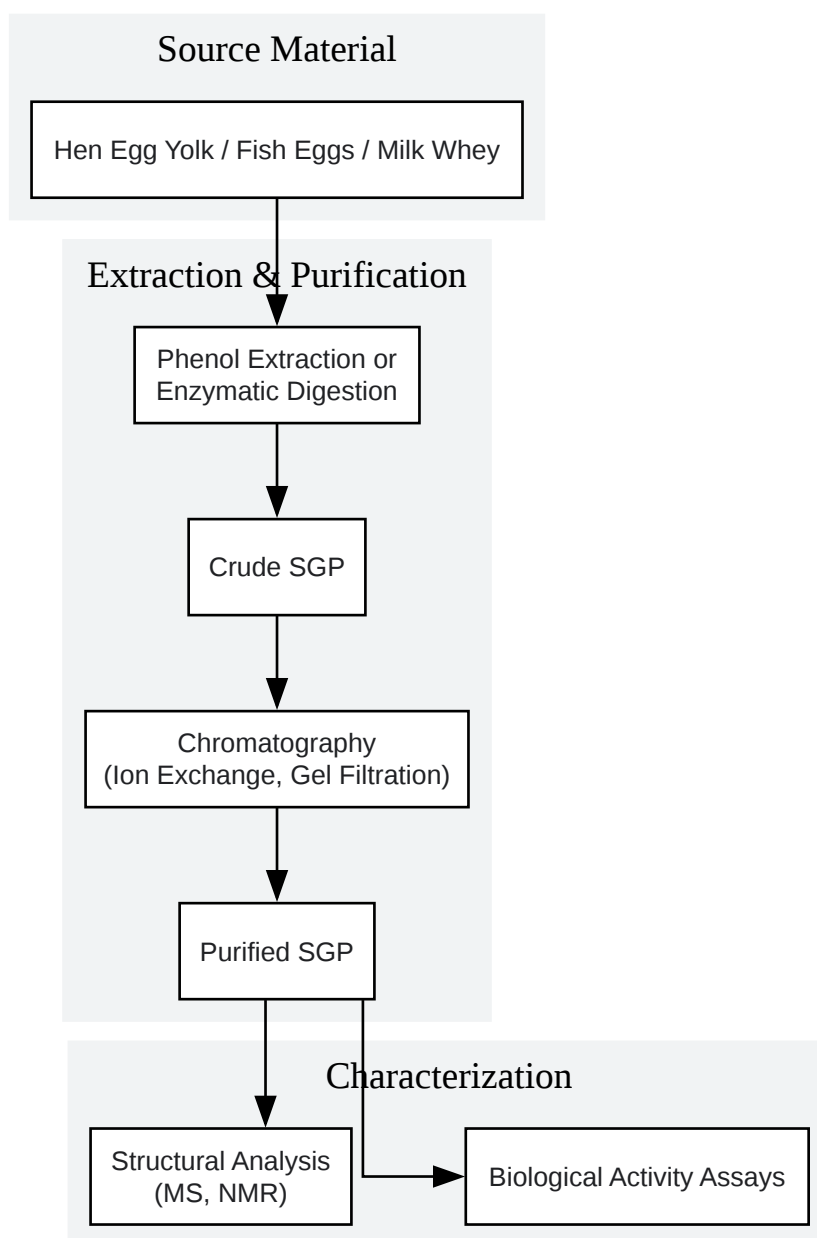 Source Material
Hen Egg Yolk / Fish Eggs / Milk Whey
Extraction & Purification
Phenol Extraction or
Enzymatic Digestion
Crude SGP
Chromatography
(Ion Exchange, Gel Filtration)
Purified SGP
Characterization
Structural Analysis
(MS, NMR)
Biological Activity Assays